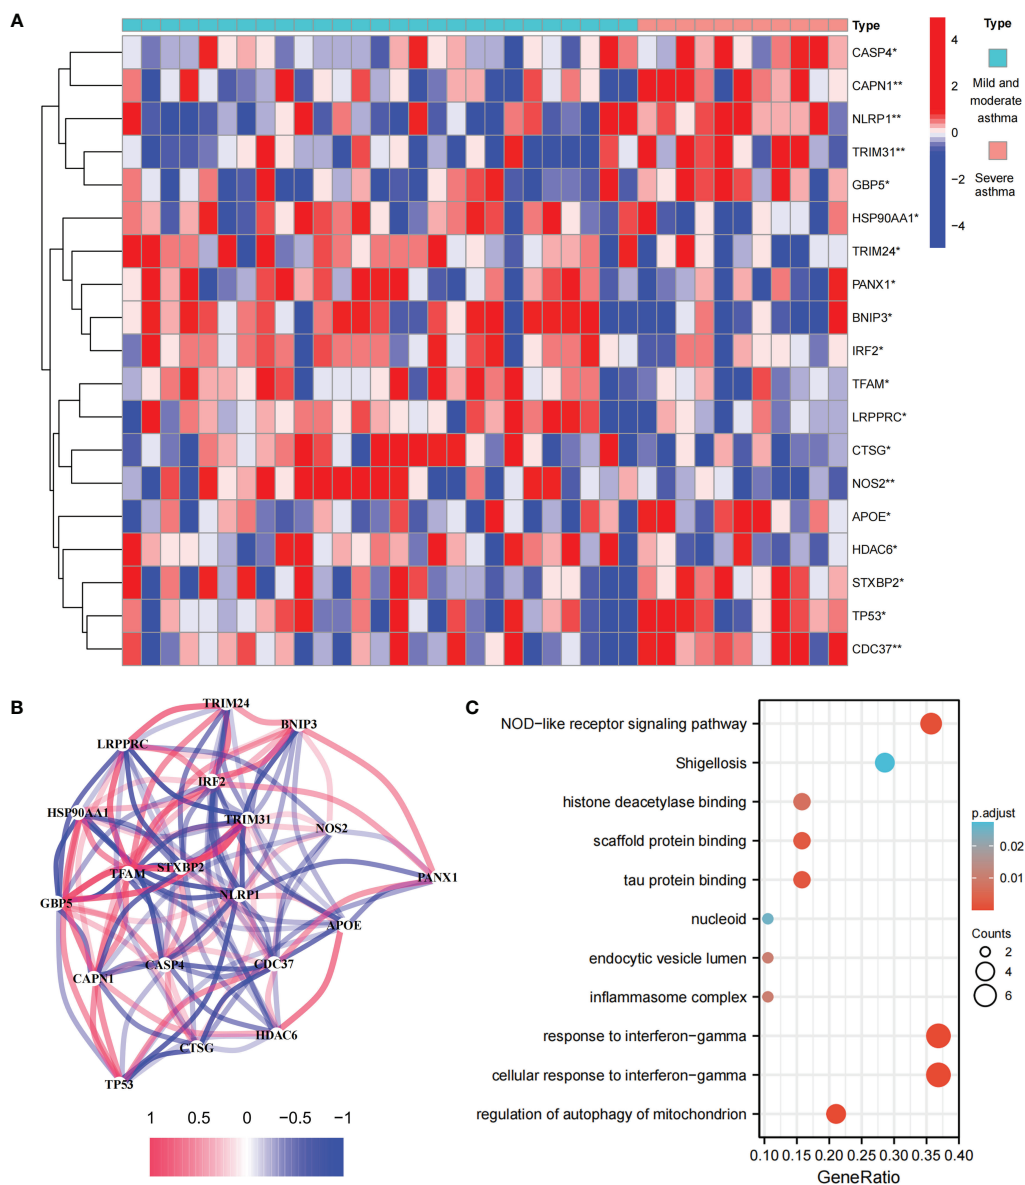 A
Type
CASP4*
CAPN1**
NLRP1**
TRIM31**
GBP5*
HSP90AA1*
TRIM24*
PANX1*
BNIP3*
IRF2*
TFAM*
LRPPRC*
CTSG*
NOS2**
APOE*
HDAC6*
STXBP2*
TP53*
CDC37**
4
2
0
−2
−4
Type
Mild and
moderate
asthma
Severe
asthma
B
TRIM24
BNIP3
LRPPRC
IRF2
HSP90AA1
TRIM31
NOS2
STXBP2
TFAM
PANX1
NLRP1
GBP5
APOE
CASP4
CDC37
CAPN1
HDAC6
CTSG
TP53
1 0.5 0 −0.5 −1
C
NOD−like receptor signaling pathway
Shigellosis
histone deacetylase binding
scaffold protein binding
tau protein binding
nucleoid
endocytic vesicle lumen
inflammasome complex
response to interferon−gamma
cellular response to interferon−gamma
regulation of autophagy of mitochondrion
0.10 0.15 0.20 0.25 0.30 0.35 0.40
GeneRatio
p.adjust
0.02
0.01
Counts
2
4
6